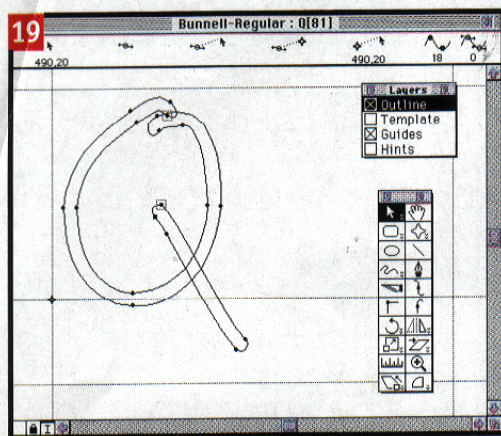 19
Bunnell-Regular : Q[81]
490,20
490,20
18
0
Layers
Outline
Template
Guides
Hints